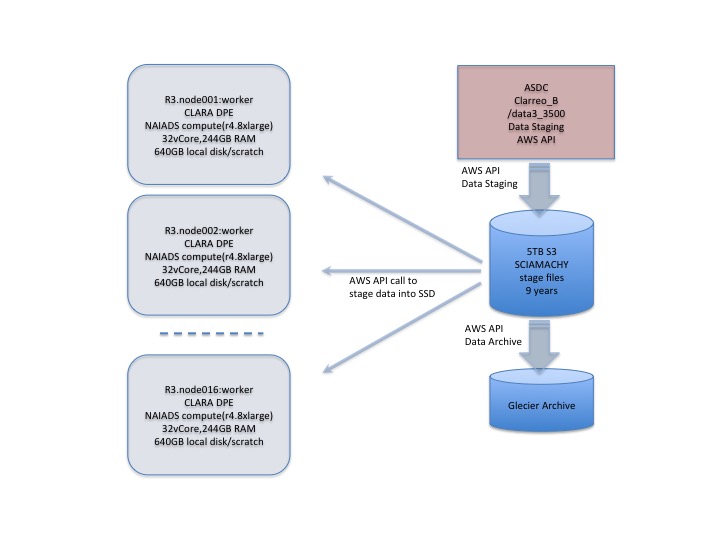 R3.node001:worker
CLARA DPE
NAIADS compute(r4.8xlarge)
32vCore,244GB RAM
640GB local disk/scratch
R3.node002:worker
CLARA DPE
NAIADS compute(r4.8xlarge)
32vCore,244GB RAM
640GB local disk/scratch
R3.node016:worker
CLARA DPE
NAIADS compute(r4.8xlarge)
32vCore,244GB RAM
640GB local disk/scratch
AWS API call to
stage data into SSD
ASDC
Clarreo_B
/data3_3500
Data Staging
AWS API
AWS API
Data Staging
5TB S3
SCIAMACHY
stage files
9 years
AWS API
Data Archive
Glecier Archive